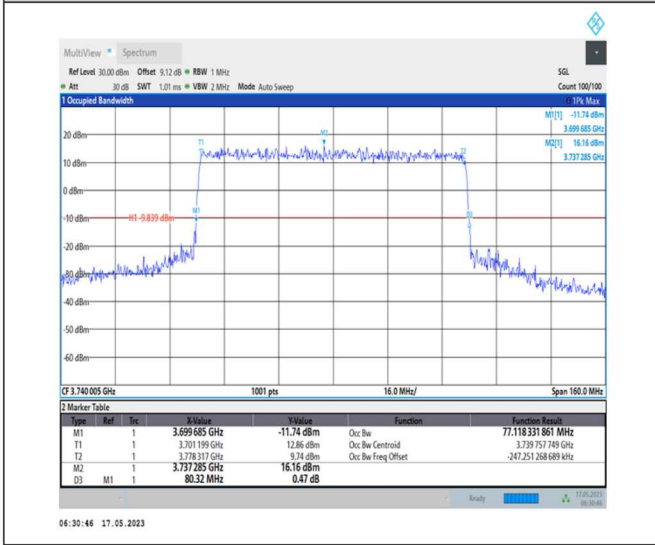 MultiView Spectrum
Ref Level 30.00 dBm Offset 9.12 dB RBW 1 MHz SGL
Att 30 dB SWT 1.01 ms VBW 2 MHz Mode Auto Sweep Count 100/100
1 Occupied Bandwidth 1Pk Max
M1[1] -11.74 dBm
3.699 685 GHz
M2[1] 16.16 dBm
3.737 285 GHz
20 dBm
T1
M2
T2
10 dBm
0 dBm
M1
D3
-10 dBm
H1 -9.839 dBm
-20 dBm
-30 dBm
-40 dBm
-50 dBm
-60 dBm
CF 3.740 005 GHz 1001 pts 16.0 MHz/ Span 160.0 MHz
2 Marker Table
Type Ref Trc X-Value Y-Value Function Function Result
M1 1 3.699 685 GHz -11.74 dBm Occ Bw 77.118 331 861 MHz
T1 1 3.701 199 GHz 12.86 dBm Occ Bw Centroid 3.739 757 749 GHz
T2 1 3.778 317 GHz 9.74 dBm Occ Bw Freq Offset -247.251 268 689 kHz
M2 1 3.737 285 GHz 16.16 dBm
D3 M1 1 80.32 MHz 0.47 dB
Ready 17.05.2023
06:30:46
06:30:46 17.05.2023